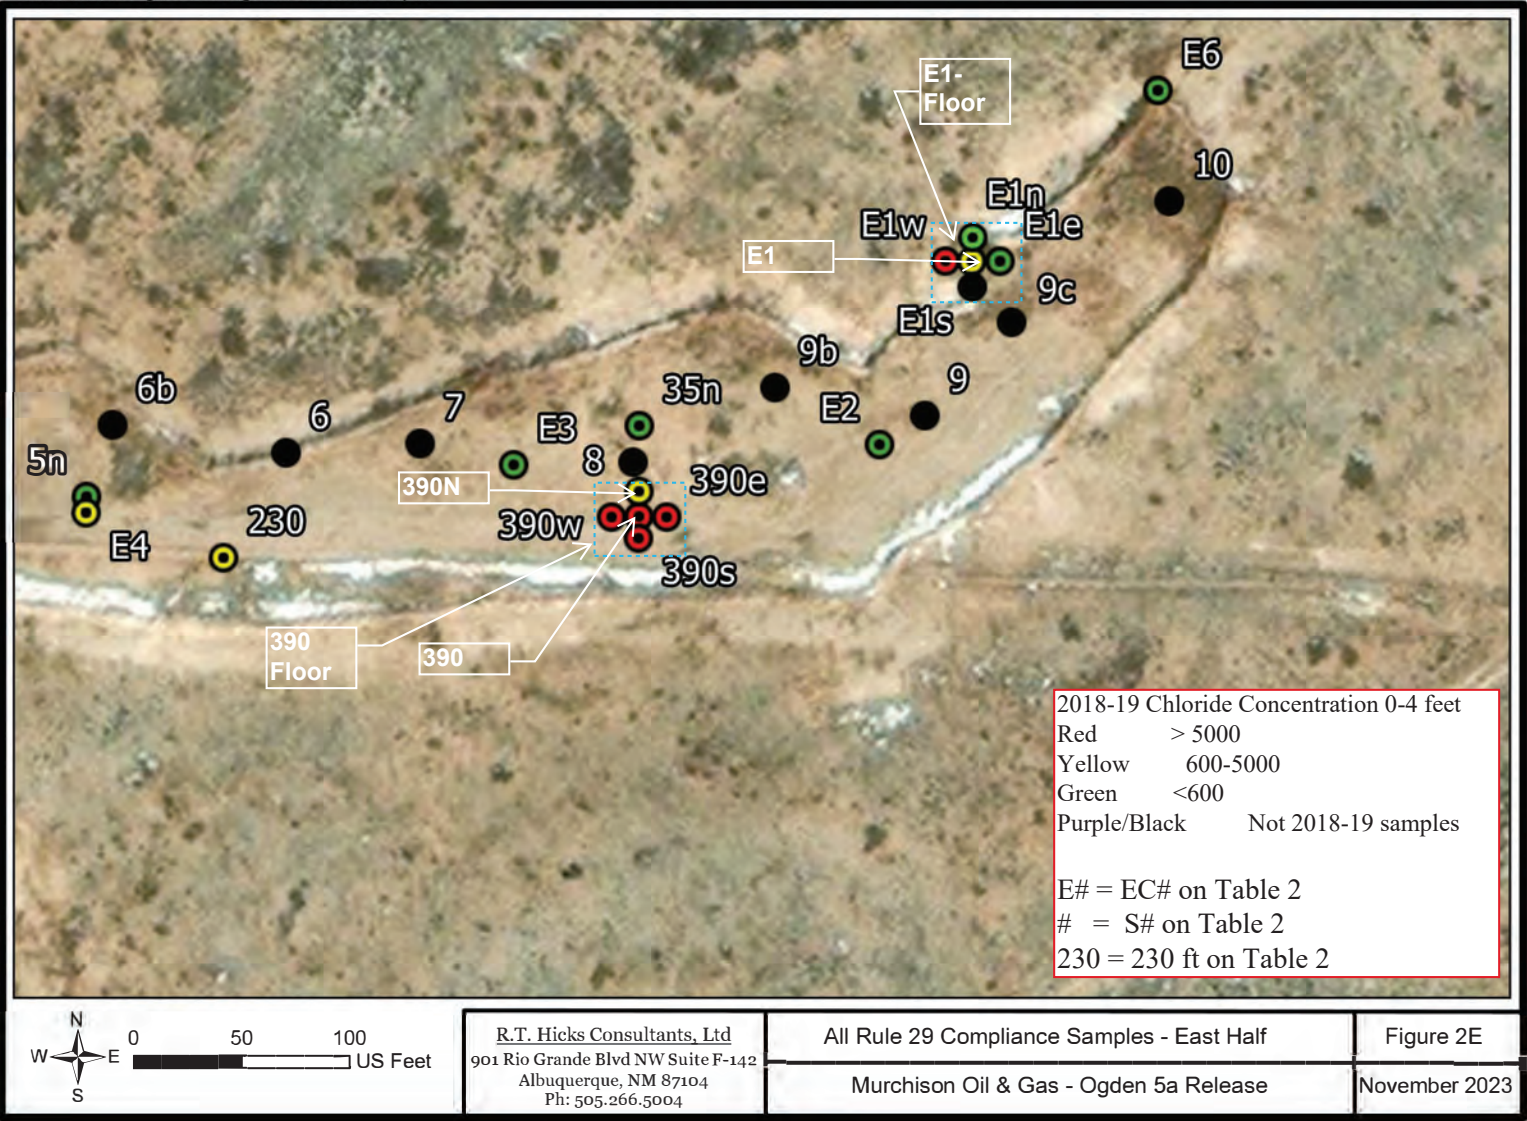 E6
E1-
Floor
10
E1n
E1w
E1e
E1
9c
E1s
9b
6b
35n
E2
9
6
7
E3
5n
8
390N
390e
230
390w
E4
390s
390
Floor
390
2018-19 Chloride Concentration 0-4 feet
Red > 5000
Yellow 600-5000
Green <600
Purple/Black Not 2018-19 samples
E# = EC# on Table 2
# = S# on Table 2
230 = 230 ft on Table 2
N
W E
S
0 50 100
US Feet
R.T. Hicks Consultants, Ltd
901 Rio Grande Blvd NW Suite F-142
Albuquerque, NM 87104
Ph: 505.266.5004
All Rule 29 Compliance Samples - East Half
Murchison Oil & Gas - Ogden 5a Release
Figure 2E
November 2023